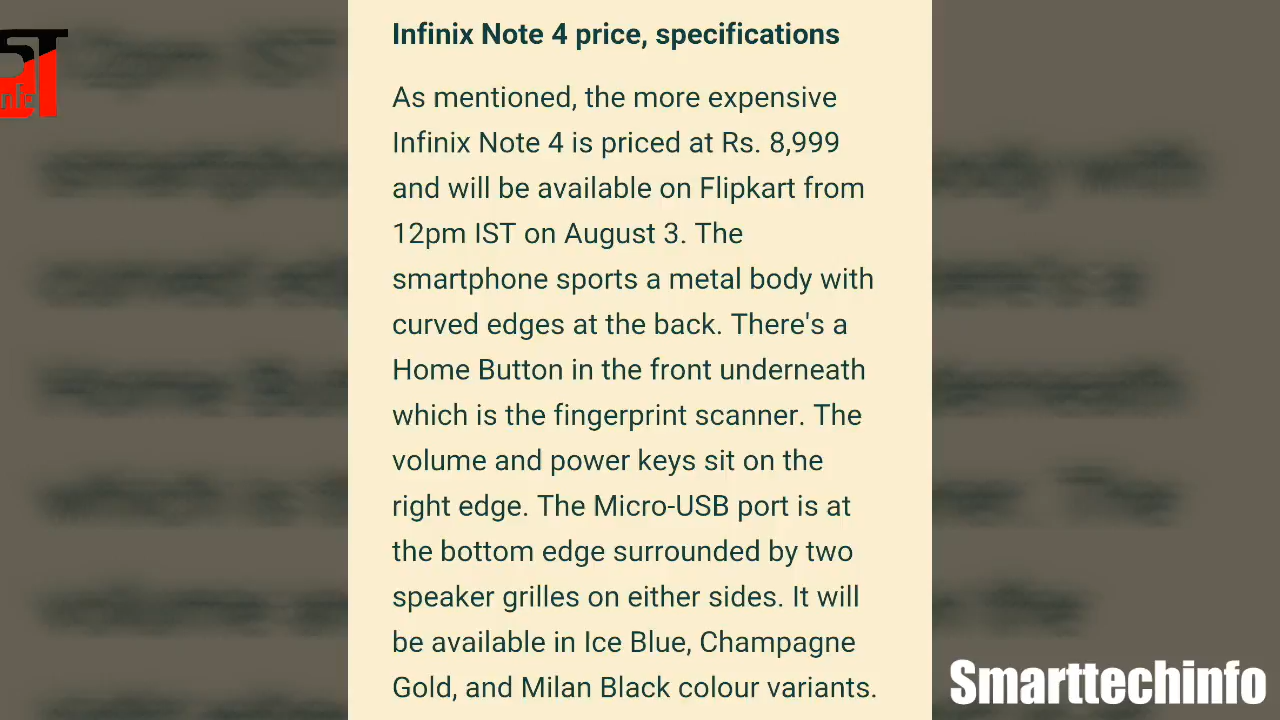 Infinix Note 4 price, specifications
As mentioned, the more expensive
Infinix Note 4 is priced at Rs. 8,999
and will be available on Flipkart from
12pm IST on August 3. The
smartphone sports a metal body with
curved edges at the back. There's a
Home Button in the front underneath
which is the fingerprint scanner. The
volume and power keys sit on the
right edge. The Micro-USB port is at
the bottom edge surrounded by two
speaker grilles on either sides. It will
be available in Ice Blue, Champagne
Gold, and Milan Black colour variants.
Smarttechinfo